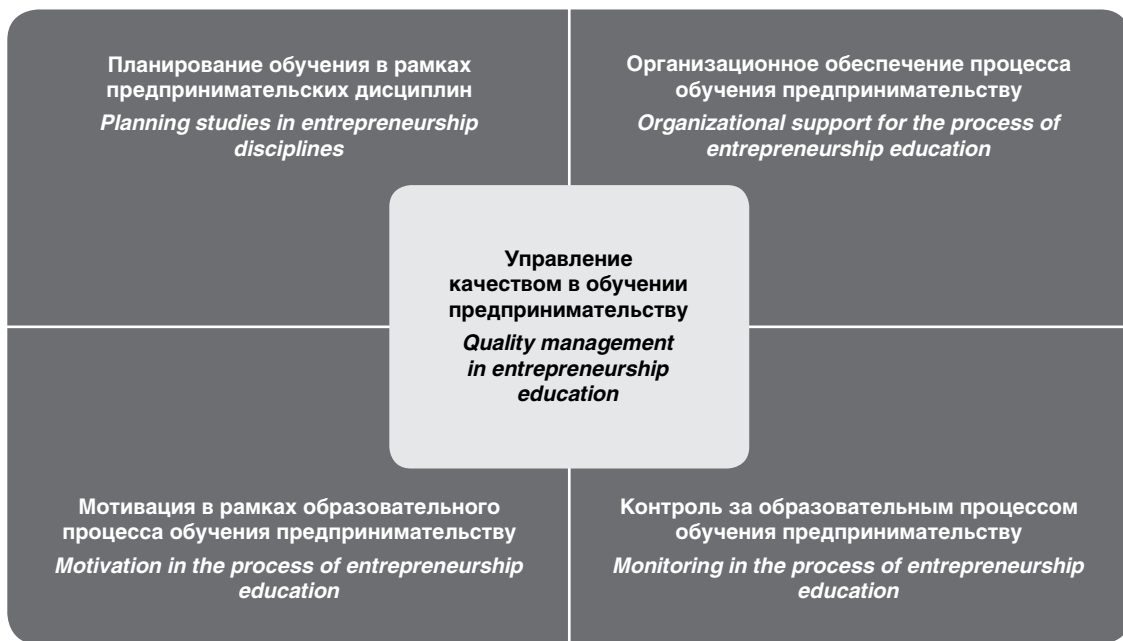 Планирование обучения в рамках
предпринимательских дисциплин
Planning studies in entrepreneurship
disciplines
Организационное обеспечение процесса
обучения предпринимательству
Organizational support for the process of
entrepreneurship education
Управление
качеством в обучении
предпринимательству
Quality management
in entrepreneurship
education
Мотивация в рамках образовательного
процесса обучения предпринимательству
Motivation in the process of entrepreneurship
education
Контроль за образовательным процессом
обучения предпринимательству
Monitoring in the process of entrepreneurship
education